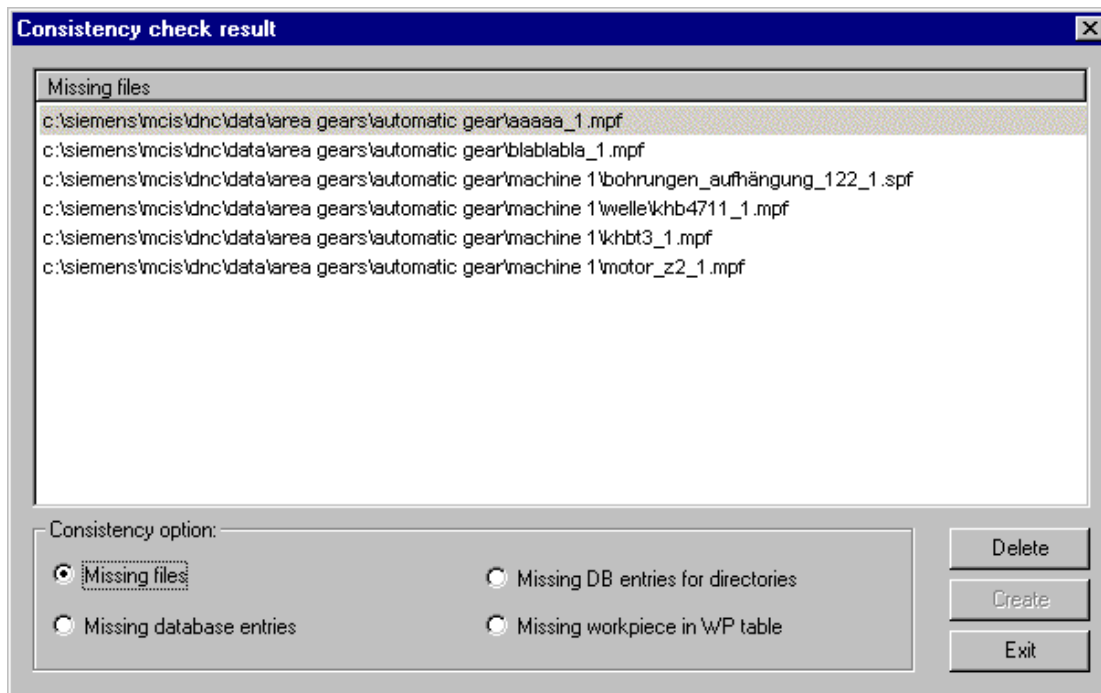 Consistency check result
Missing files
c:\siemens\mcis\dnc\data\area gears\automatic gear\aaaaa_1.mpf
c:\siemens\mcis\dnc\data\area gears\automatic gear\blablabla_1.mpf
c:\siemens\mcis\dnc\data\area gears\automatic gear\machine 1\bohrungen_aufhängung_122_1.spf
c:\siemens\mcis\dnc\data\area gears\automatic gear\machine 1\welle\khb4711_1.mpf
c:\siemens\mcis\dnc\data\area gears\automatic gear\machine 1\khbt3_1.mpf
c:\siemens\mcis\dnc\data\area gears\automatic gear\machine 1\motor_z2_1.mpf
Consistency option:
Missing files
Missing DB entries for directories
Missing database entries
Missing workpiece in WP table
Delete
Create
Exit